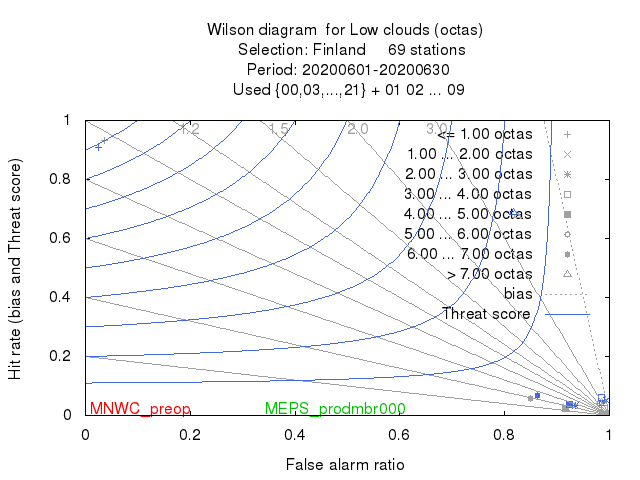 Wilson diagram for Low clouds (octas)
Selection: Finland 69 stations
Period: 20200601-20200630
Used {00,03,...,21} + 01 02 ... 09
Hit rate (bias and Threat score)
1
0.8
0.6
0.4
0.2
0
1.2
1.5
2.0
3.0
<= 1.00 octas
1.00 ... 2.00 octas
2.00 ... 3.00 octas
3.00 ... 4.00 octas
4.00 ... 5.00 octas
5.00 ... 6.00 octas
6.00 ... 7.00 octas
> 7.00 octas
bias
Threat score
MNWC_preop
MEPS_prodmbr000
0 0.2 0.4 0.6 0.8 1
False alarm ratio